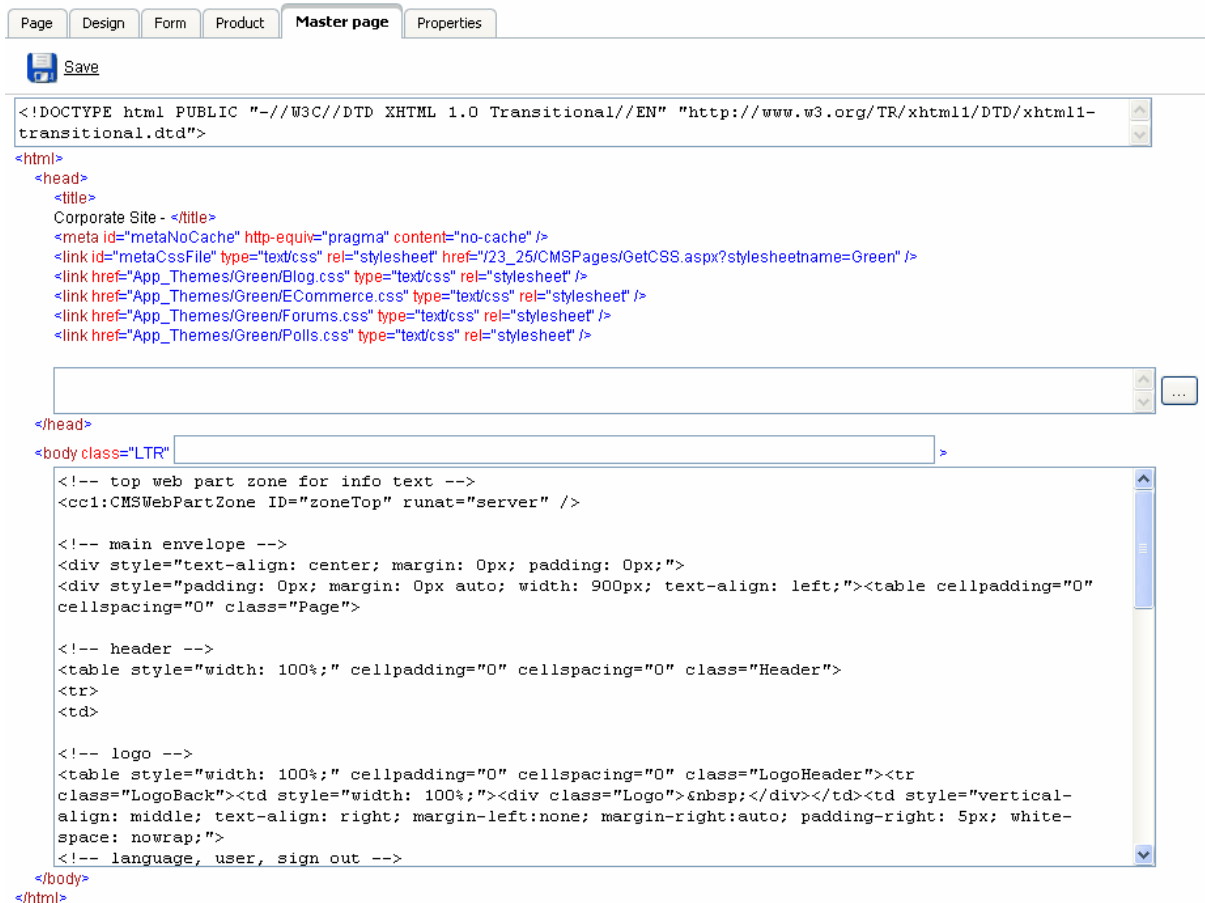 Page Design Form Product Master page Properties
Save
<!DOCTYPE html PUBLIC "-//W3C//DTD XHTML 1.0 Transitional//EN" "http://www.w3.org/TR/xhtml1/DTD/xhtml1-
transitional.dtd">
<html>
<head>
<title>
Corporate Site - </title>
<meta id="metaNoCache" http-equiv="pragma" content="no-cache" />
<link id="metaCssFile" type="text/css" rel="stylesheet" href="/23_25/CMSPages/GetCSS.aspx?stylesheetname=Green" />
<link href="App_Themes/Green/Blog.css" type="text/css" rel="stylesheet" />
<link href="App_Themes/Green/ECommerce.css" type="text/css" rel="stylesheet" />
<link href="App_Themes/Green/Forums.css" type="text/css" rel="stylesheet" />
<link href="App_Themes/Green/Polls.css" type="text/css" rel="stylesheet" />
...
</head>
<body class="LTR" >
<!-- top web part zone for info text -->
<cc1:CMSWebPartZone ID="zoneTop" runat="server" />
<!-- main envelope -->
<div style="text-align: center; margin: 0px; padding: 0px;">
<div style="padding: 0px; margin: 0px auto; width: 900px; text-align: left;"><table cellpadding="0"
cellspacing="0" class="Page">
<!-- header -->
<table style="width: 100%;" cellpadding="0" cellspacing="0" class="Header">
<tr>
<td>
<!-- logo -->
<table style="width: 100%;" cellpadding="0" cellspacing="0" class="LogoHeader"><tr
class="LogoBack"><td style="width: 100%;"><div class="Logo">&nbsp;</div></td><td style="vertical-
align: middle; text-align: right; margin-left:none; margin-right:auto; padding-right: 5px; white-
space: nowrap;">
<!-- language, user, sign out -->
</body>
</html>